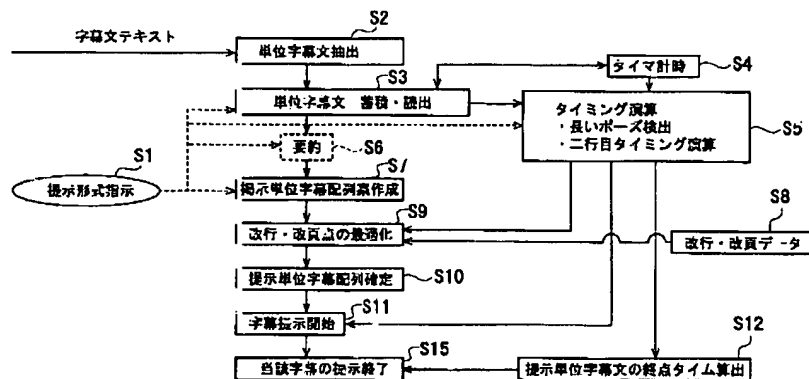 字幕文テキスト
S2
単位字幕文抽出
S3
単位字幕文 蓄積・読出
S4
タイマ計時
タイミング演算
・長いポーズ検出
・二行目タイミング演算
S5
要約
S6
S1
提示形式指示
S7
掲示単位字幕配列案作成
S9
改行・改頁点の最適化
S8
改行・改頁データ
提示単位字幕配列確定
S10
S11
字幕提示開始
S15
当該字幕の提示終了
S12
提示単位字幕文の終点タイム算出